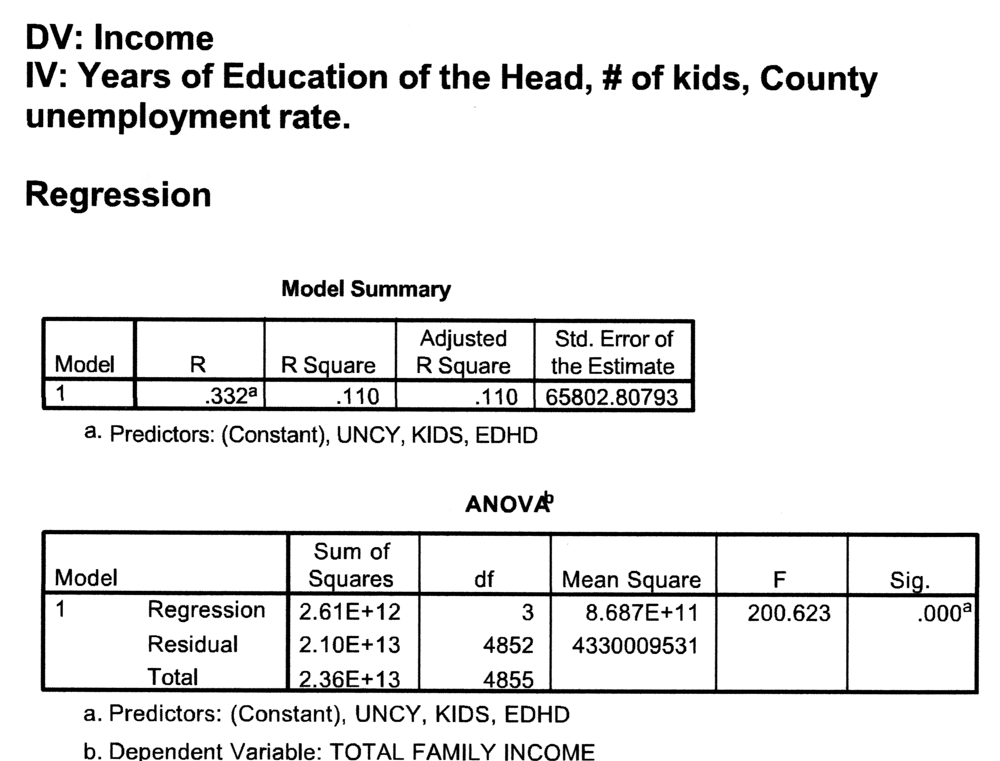 DV: Income
IV: Years of Education of the Head, # of kids, County
unemployment rate.
Regression
Model Summary
Model R R Square Adjusted R Square Std. Error of the Estimate
1 .332a .110 .110 65802.80793
a. Predictors: (Constant), UNCY, KIDS, EDHD
ANOVAb
Model Sum of Squares df Mean Square F Sig.
1 Regression 2.61E+12 3 8.687E+11 200.623 .000a
Residual 2.10E+13 4852 4330009531
Total 2.36E+13 4855
a. Predictors: (Constant), UNCY, KIDS, EDHD
b. Dependent Variable: TOTAL FAMILY INCOME